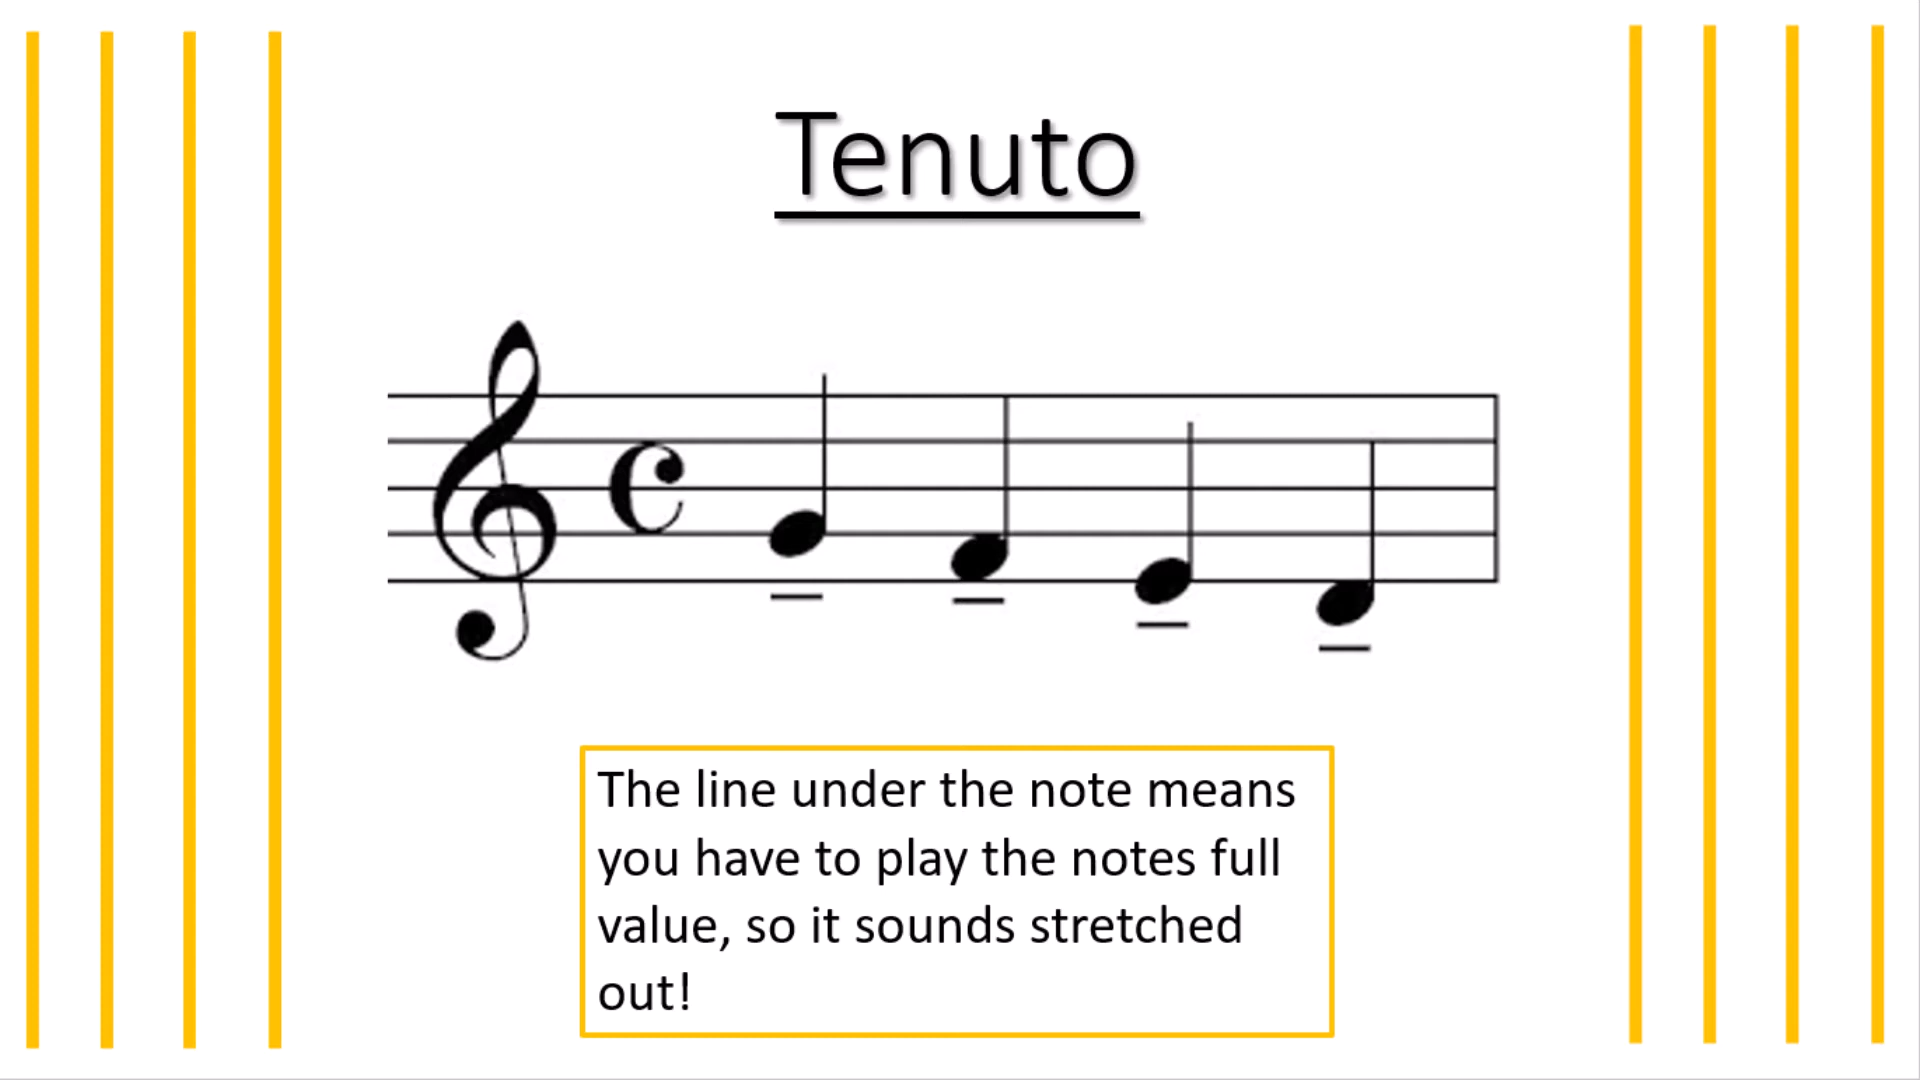 Tenuto
The line under the note means
you have to play the notes full
value, so it sounds stretched
out!